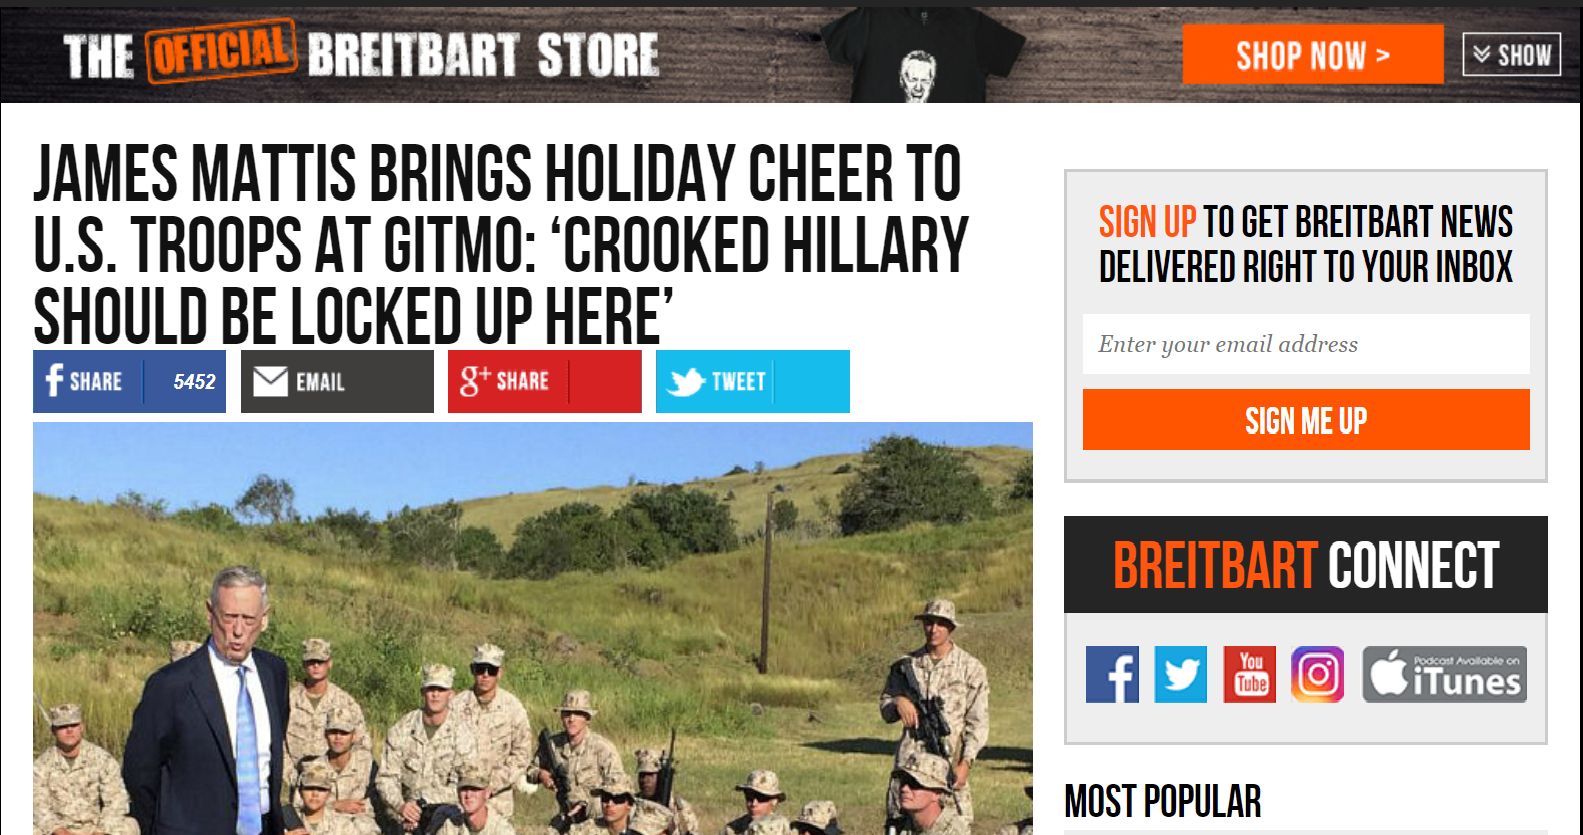 THE OFFICIAL BREITBART STORE
SHOP NOW >
SHOW
JAMES MATTIS BRINGS HOLIDAY CHEER TO
U.S. TROOPS AT GITMO: ‘CROOKED HILLARY
SHOULD BE LOCKED UP HERE’
f SHARE 5452
EMAIL
g+ SHARE
TWEET
SIGN UP TO GET BREITBART NEWS
DELIVERED RIGHT TO YOUR INBOX
Enter your email address
SIGN ME UP
BREITBART CONNECT
f
You
Tube
Podcast Available on
iTunes
MOST POPULAR